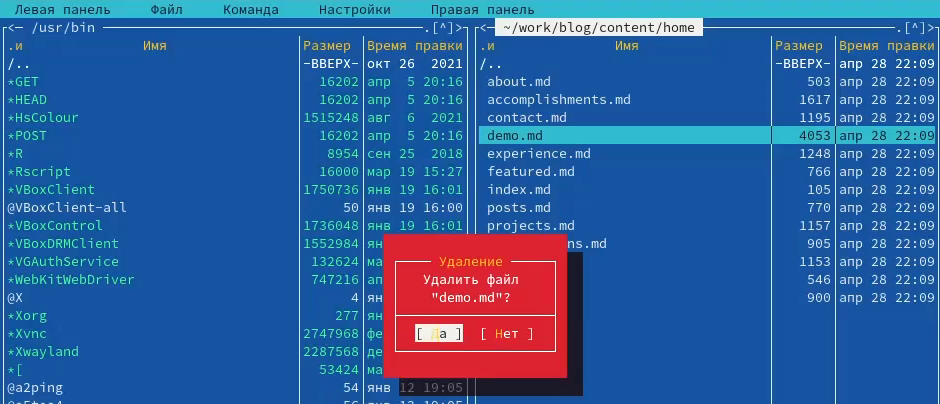 Левая панель Файл Команда Настройки Правая панель
<— /usr/bin .[^]>
.и Имя Размер Время правки
/.. -ВВЕРХ- окт 26 2021
*GET 16202 апр 5 20:16
*HEAD 16202 апр 5 20:16
*HsColour 1515248 авг 6 2021
*POST 16202 апр 5 20:16
*R 8954 сен 25 2018
*Rscript 16000 мар 19 15:27
*VBoxClient 1750736 янв 19 16:01
@VBoxClient-all 50 янв 19 16:00
*VBoxControl 1736048 янв 19 16:01
*VBoxDRMClient 1552984 янв
*VGAuthService 132624 ма
*WebKitWebDriver 747216 ап
@X 4 ян
*Xorg 277 ян
*Xvnc 2747968 фе
*Xwayland 2287568 де
*[ 53424 ма
@a2ping 54 янв 12 19:05
<— ~/work/blog/content/home .[^]>
.и Имя Размер Время правки
/.. -ВВЕРХ- апр 28 22:09
about.md 503 апр 28 22:09
accomplishments.md 1617 апр 28 22:09
contact.md 1195 апр 28 22:09
demo.md 4053 апр 28 22:09
experience.md 1248 апр 28 22:09
featured.md 766 апр 28 22:09
index.md 105 апр 28 22:09
posts.md 770 апр 28 22:09
projects.md 1157 апр 28 22:09
ns.md 905 апр 28 22:09
1153 апр 28 22:09
546 апр 28 22:09
900 апр 28 22:09
Удаление
Удалить файл
"demo.md"?
[ Да ] [ Нет ]